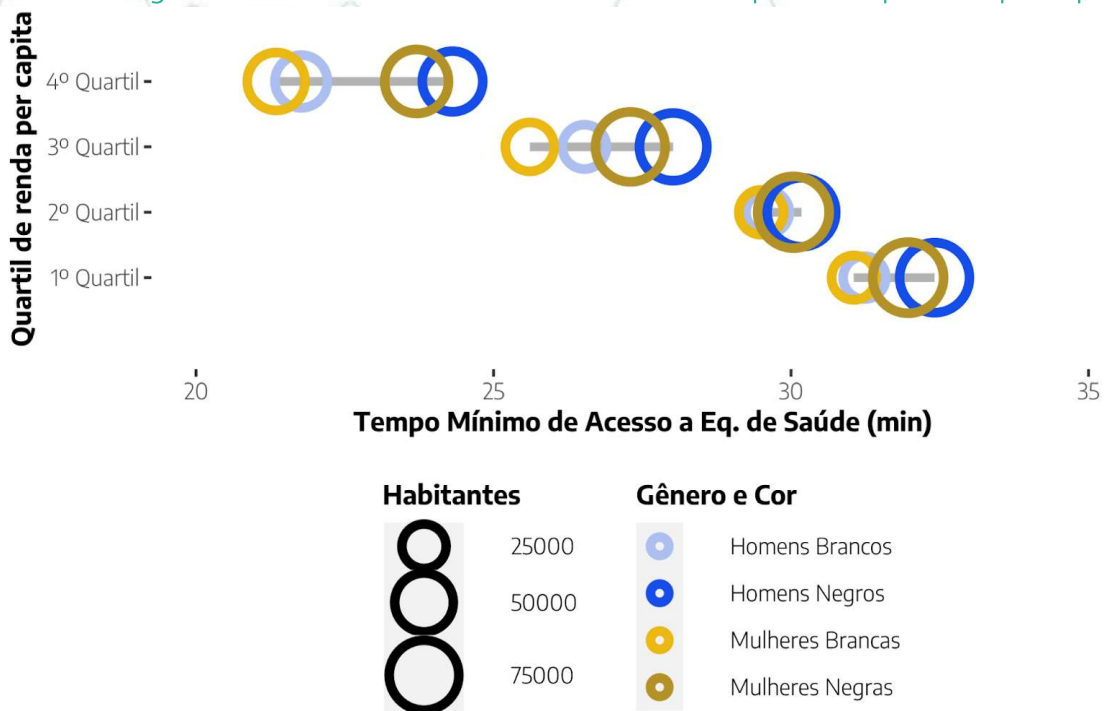 Quartil de renda per capita
4º Quartil
3º Quartil
2º Quartil
1º Quartil
20 25 30 35
Tempo Mínimo de Acesso a Eq. de Saúde (min)
Habitantes
25000
50000
75000
Gênero e Cor
Homens Brancos
Homens Negros
Mulheres Brancas
Mulheres Negras